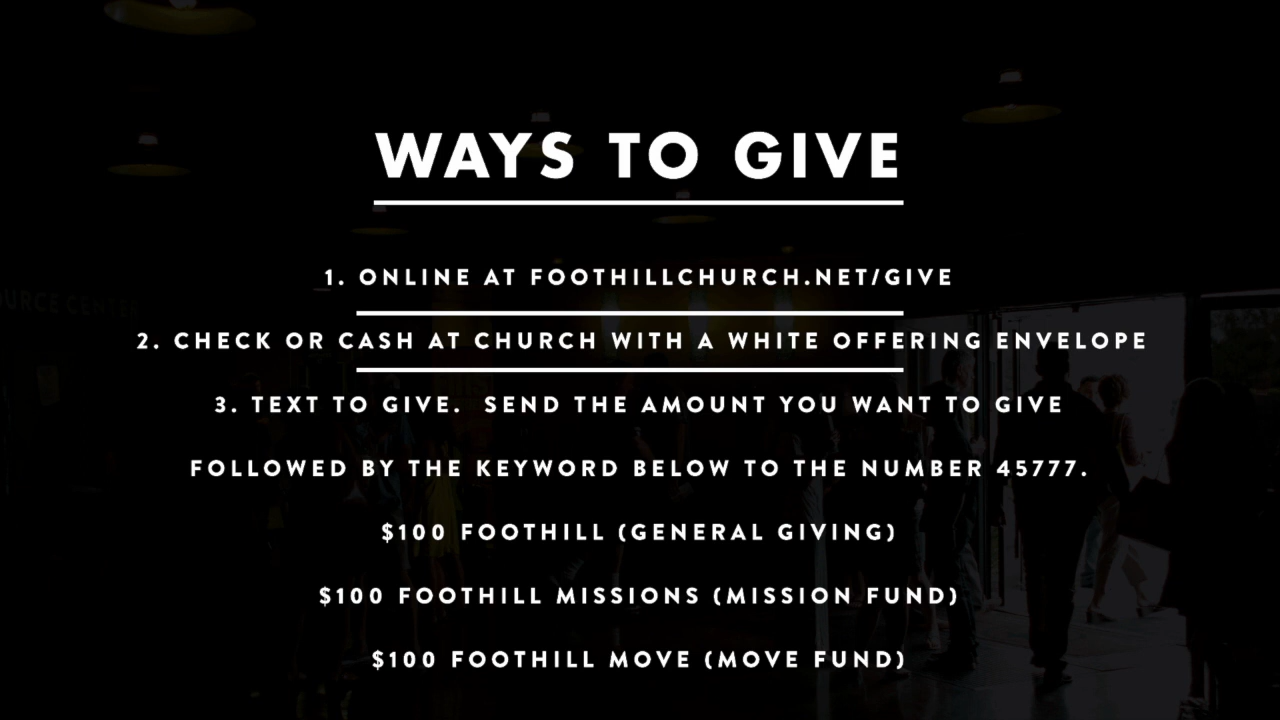 WAYS TO GIVE
1. ONLINE AT FOOTHILLCHURCH.NET/GIVE
2. CHECK OR CASH AT CHURCH WITH A WHITE OFFERING ENVELOPE
3. TEXT TO GIVE. SEND THE AMOUNT YOU WANT TO GIVE
FOLLOWED BY THE KEYWORD BELOW TO THE NUMBER 45777.
$100 FOOTHILL (GENERAL GIVING)
$100 FOOTHILL MISSIONS (MISSION FUND)
$100 FOOTHILL MOVE (MOVE FUND)